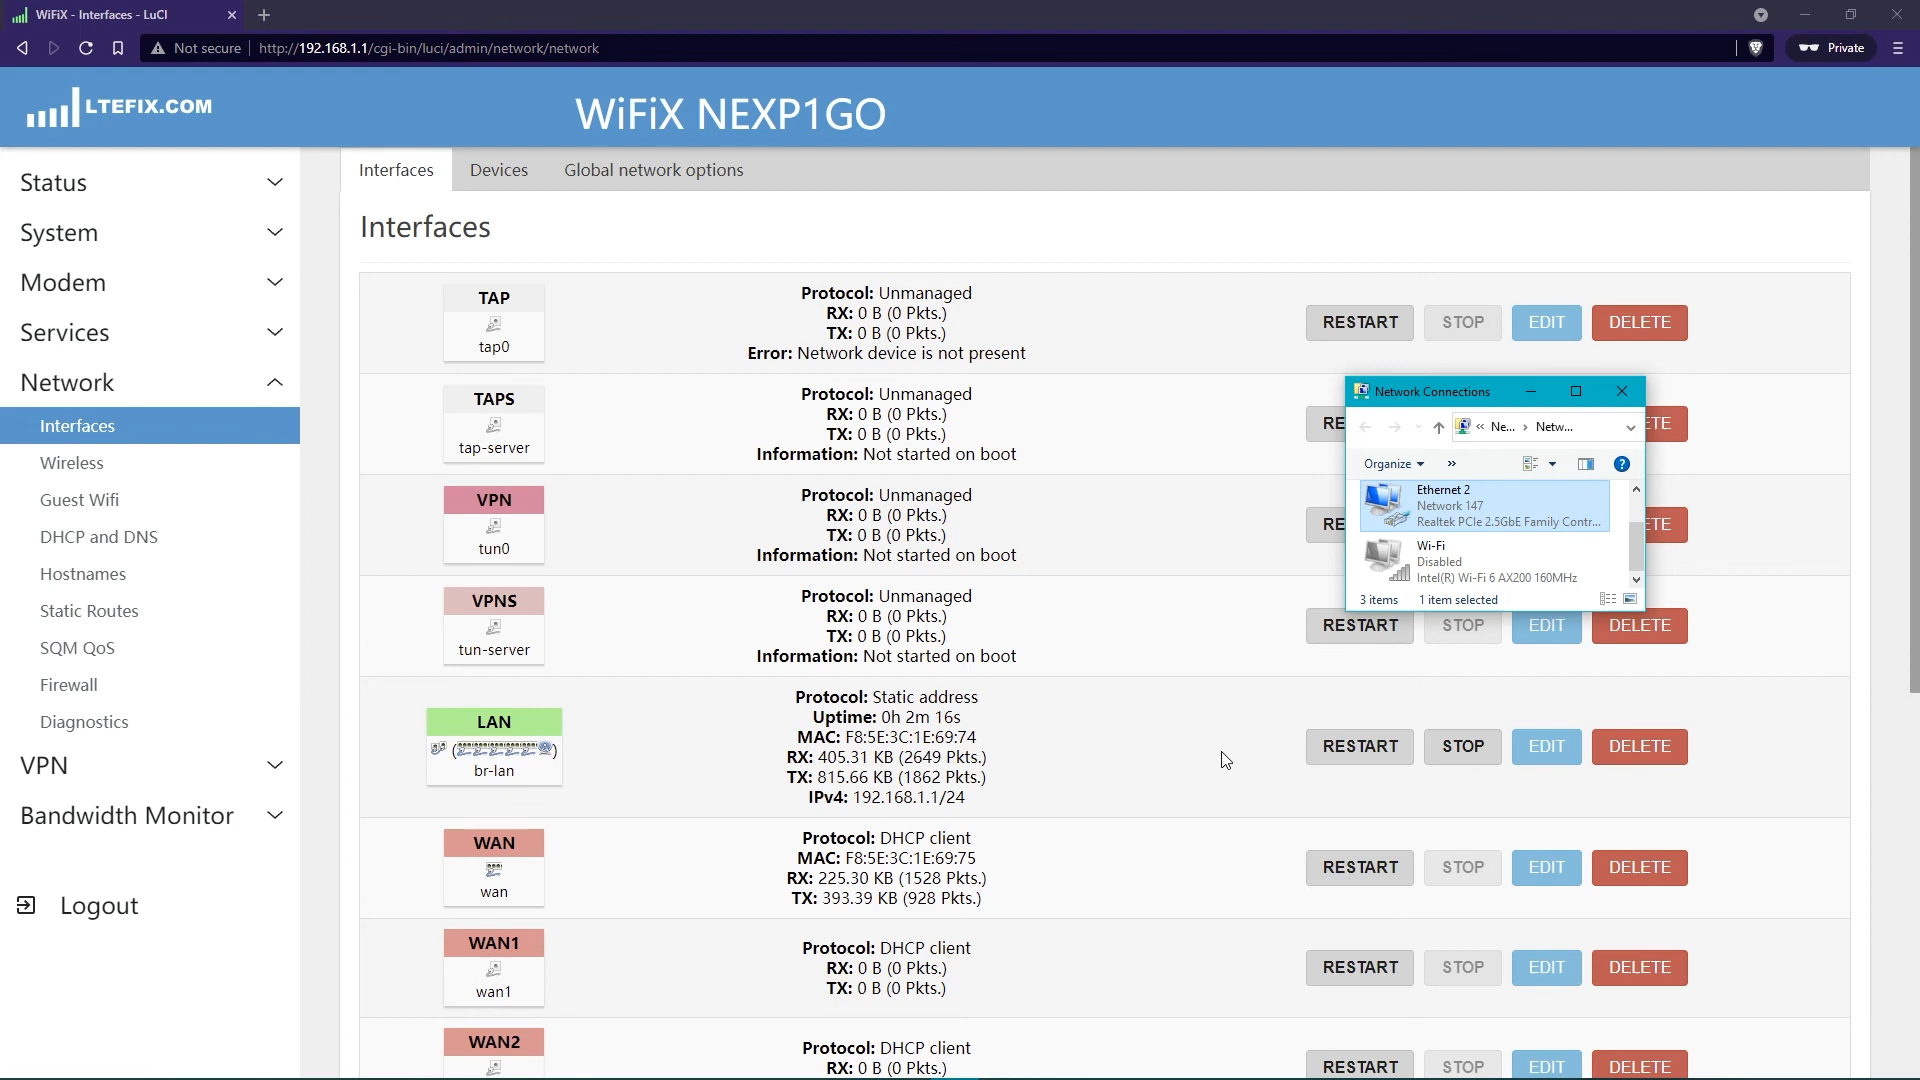 WiFiX - Interfaces - LuCI
Not secure
http://192.168.1.1/cgi-bin/luci/admin/network/network
Private
LTEFIX.COM
WiFiX NEXP1GO
Status
System
Modem
Services
Network
Interfaces
Wireless
Guest Wifi
DHCP and DNS
Hostnames
Static Routes
SQM QoS
Firewall
Diagnostics
VPN
Bandwidth Monitor
Logout
Interfaces Devices Global network options
Interfaces
TAP
tap0
Protocol: Unmanaged
RX: 0 B (0 Pkts.)
TX: 0 B (0 Pkts.)
Error: Network device is not present
RESTART STOP EDIT DELETE
TAPS
tap-server
Protocol: Unmanaged
RX: 0 B (0 Pkts.)
TX: 0 B (0 Pkts.)
Information: Not started on boot
RE ETE
VPN
tun0
Protocol: Unmanaged
RX: 0 B (0 Pkts.)
TX: 0 B (0 Pkts.)
Information: Not started on boot
RE ETE
VPNS
tun-server
Protocol: Unmanaged
RX: 0 B (0 Pkts.)
TX: 0 B (0 Pkts.)
Information: Not started on boot
RESTART STOP EDIT DELETE
LAN
br-lan
Protocol: Static address
Uptime: 0h 2m 16s
MAC: F8:5E:3C:1E:69:74
RX: 405.31 KB (2649 Pkts.)
TX: 815.66 KB (1862 Pkts.)
IPv4: 192.168.1.1/24
RESTART STOP EDIT DELETE
WAN
wan
Protocol: DHCP client
MAC: F8:5E:3C:1E:69:75
RX: 225.30 KB (1528 Pkts.)
TX: 393.39 KB (928 Pkts.)
RESTART STOP EDIT DELETE
WAN1
wan1
Protocol: DHCP client
RX: 0 B (0 Pkts.)
TX: 0 B (0 Pkts.)
RESTART STOP EDIT DELETE
WAN2
Protocol: DHCP client
RX: 0 B (0 Pkts.)
RESTART STOP EDIT DELETE
Network Connections
« Ne... › Netw...
Organize »
Ethernet 2
Network 147
Realtek PCIe 2.5GbE Family Contr...
Wi-Fi
Disabled
Intel(R) Wi-Fi 6 AX200 160MHz
3 items 1 item selected